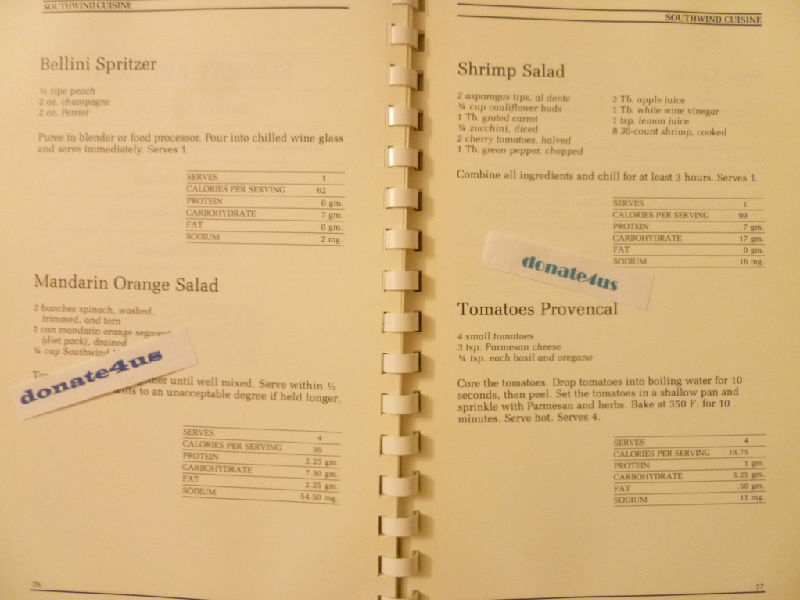 SOUTHWIND CUISINE
Bellini Spritzer
½ ripe peach
2 oz. champagne
2 oz. Perrier
Puree in blender or food processor. Pour into chilled wine glass
and serve immediately. Serves 1.
SERVES 1
CALORIES PER SERVING 62
PROTEIN 0 gm.
CARBOHYDRATE 7 gm.
FAT 0 gm.
SODIUM 2 mg.
Mandarin Orange Salad
2 bunches spinach, washed,
trimmed, and torn
1 can mandarin orange segments
(diet pack), drained
¾ cup Southwind
donate4us
until well mixed. Serve within ½
to an unacceptable degree if held longer.
SERVES 4
CALORIES PER SERVING 99
PROTEIN 2.25 gm.
CARBOHYDRATE 7.50 gm.
FAT 2.25 gm.
SODIUM 54.50 mg.
76
SOUTHWIND CUISINE
Shrimp Salad
2 asparagus tips, al dente
¼ cup cauliflower buds
1 Tb. grated carrot
¼ zucchini, diced
2 cherry tomatoes, halved
1 Tb. green pepper, chopped
2 Tb. apple juice
1 Tb. white wine vinegar
1 tsp. lemon juice
8 36-count shrimp, cooked
Combine all ingredients and chill for at least 3 hours. Serves 1.
SERVES 1
CALORIES PER SERVING 99
PROTEIN 7 gm.
CARBOHYDRATE 17 gm.
FAT 0 gm.
SODIUM 16 mg.
donate4us
Tomatoes Provencal
4 small tomatoes
3 tsp. Parmesan cheese
¼ tsp. each basil and oregano
Core the tomatoes. Drop tomatoes into boiling water for 10
seconds, then peel. Set the tomatoes in a shallow pan and
sprinkle with Parmesan and herbs. Bake at 350 F. for 10
minutes. Serve hot. Serves 4.
SERVES 4
CALORIES PER SERVING 18.75
PROTEIN 1 gm.
CARBOHYDRATE 3.25 gm.
FAT .50 gm.
SODIUM 11 mg.
77